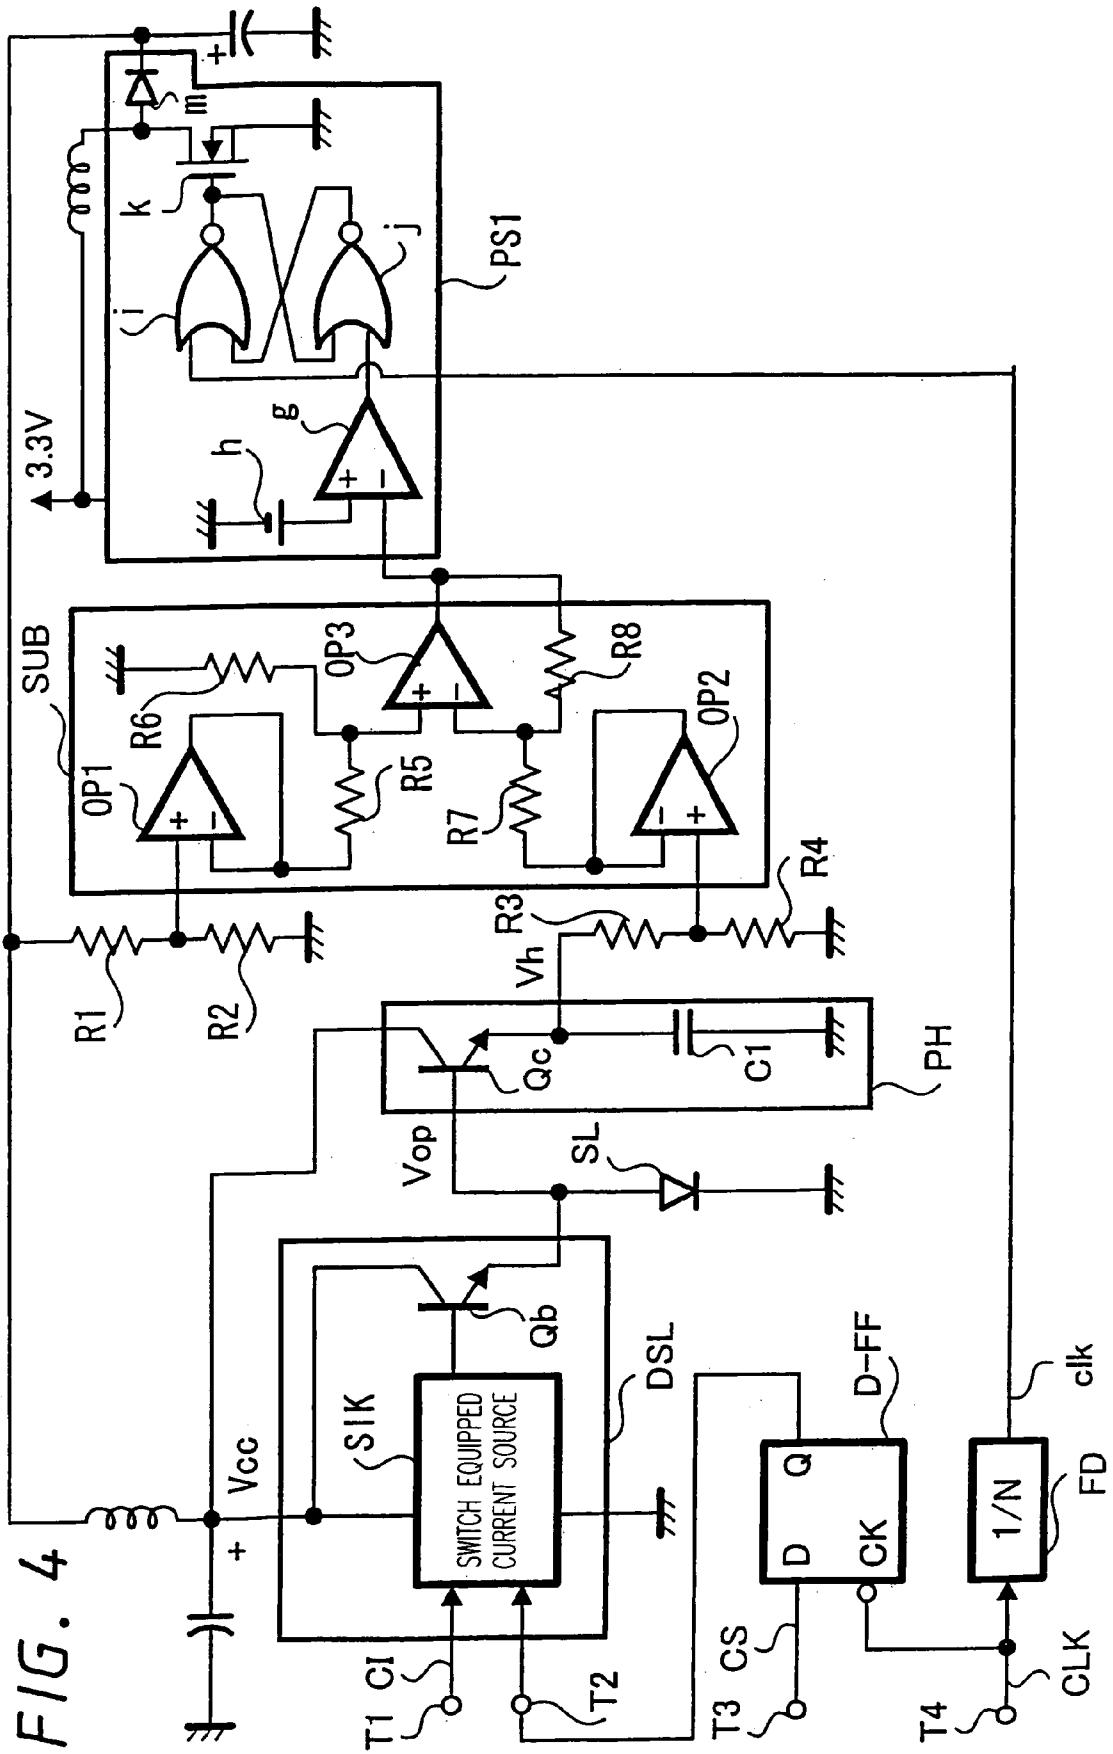 FIG. 4
3.3V
m
k
i
j
PS1
g
h
+
−
+
SUB
R6
OP1
+
−
OP3
+
−
R5
R8
R7
OP2
−
+
R1
R2
R3
R4
Vh
Qc
C1
PH
Vop
SL
Vcc
+
SIK
SWITCH EQUIPPED
CURRENT SOURCE
Qb
DSL
T1
CI
T2
D-FF
D
Q
CK
CS
T3
clk
1/N
FD
CLK
T4